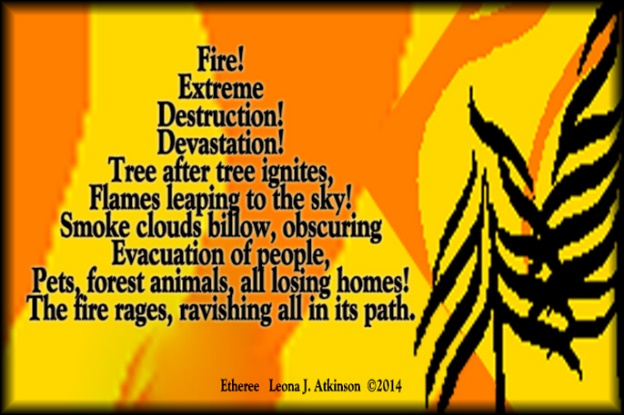 Fire!
Extreme
Destruction!
Devastation!
Tree after tree ignites,
Flames leaping to the sky!
Smoke clouds billow, obscuring
Evacuation of people,
Pets, forest animals, all losing homes!
The fire rages, ravishing all in its path.
Etheree Leona J. Atkinson ©2014